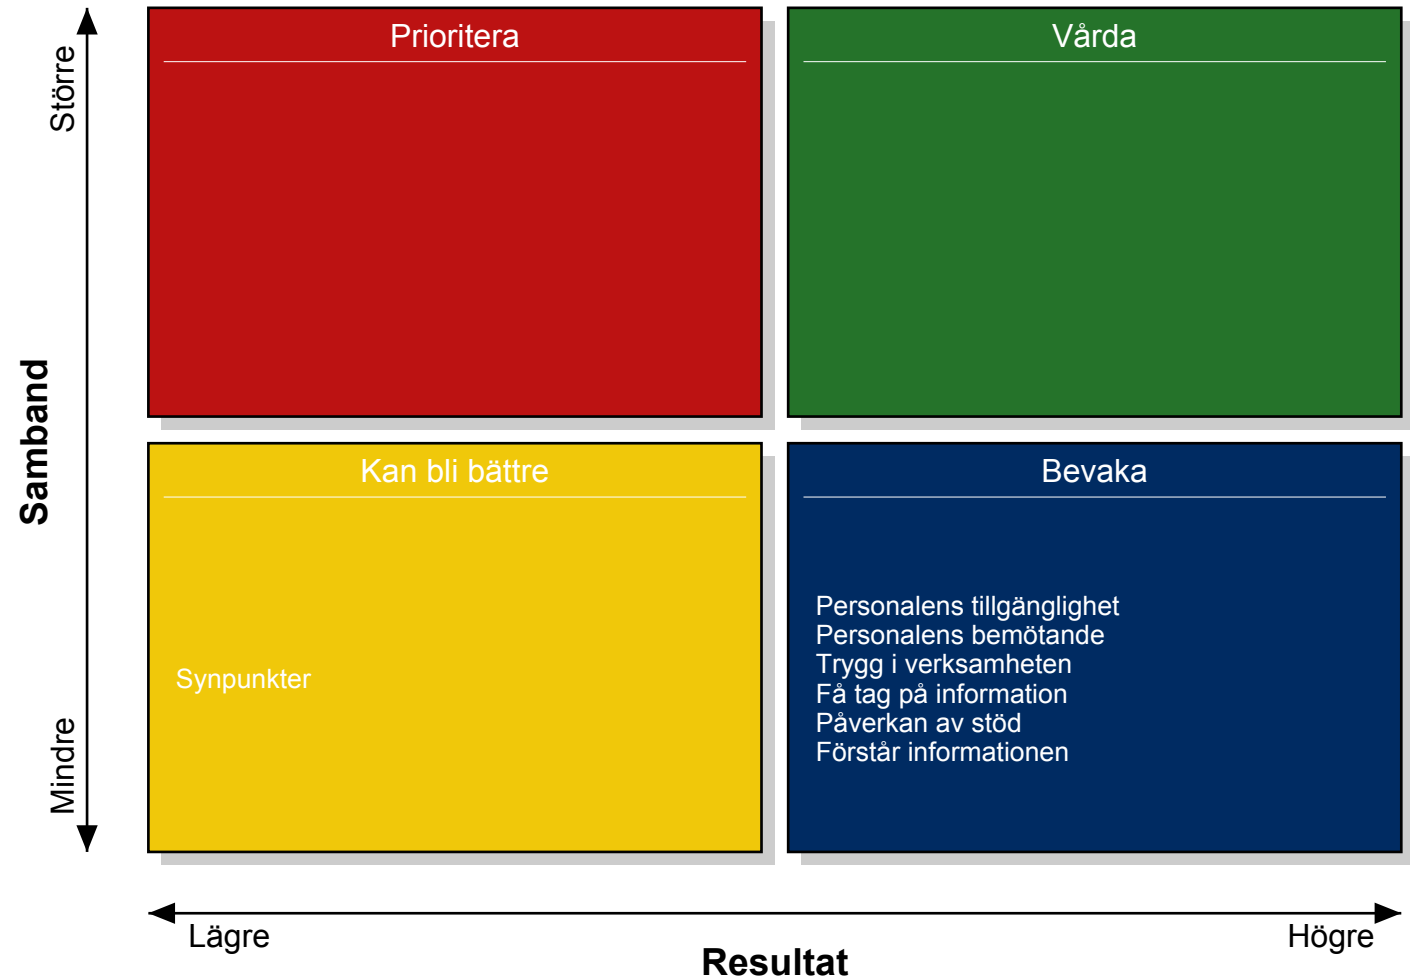 Större
Samband
Mindre
Prioritera
Vårda
Kan bli bättre
Synpunkter
Bevaka
Personalens tillgänglighet
Personalens bemötande
Trygg i verksamheten
Få tag på information
Påverkan av stöd
Förstår informationen
Lägre
Högre
Resultat